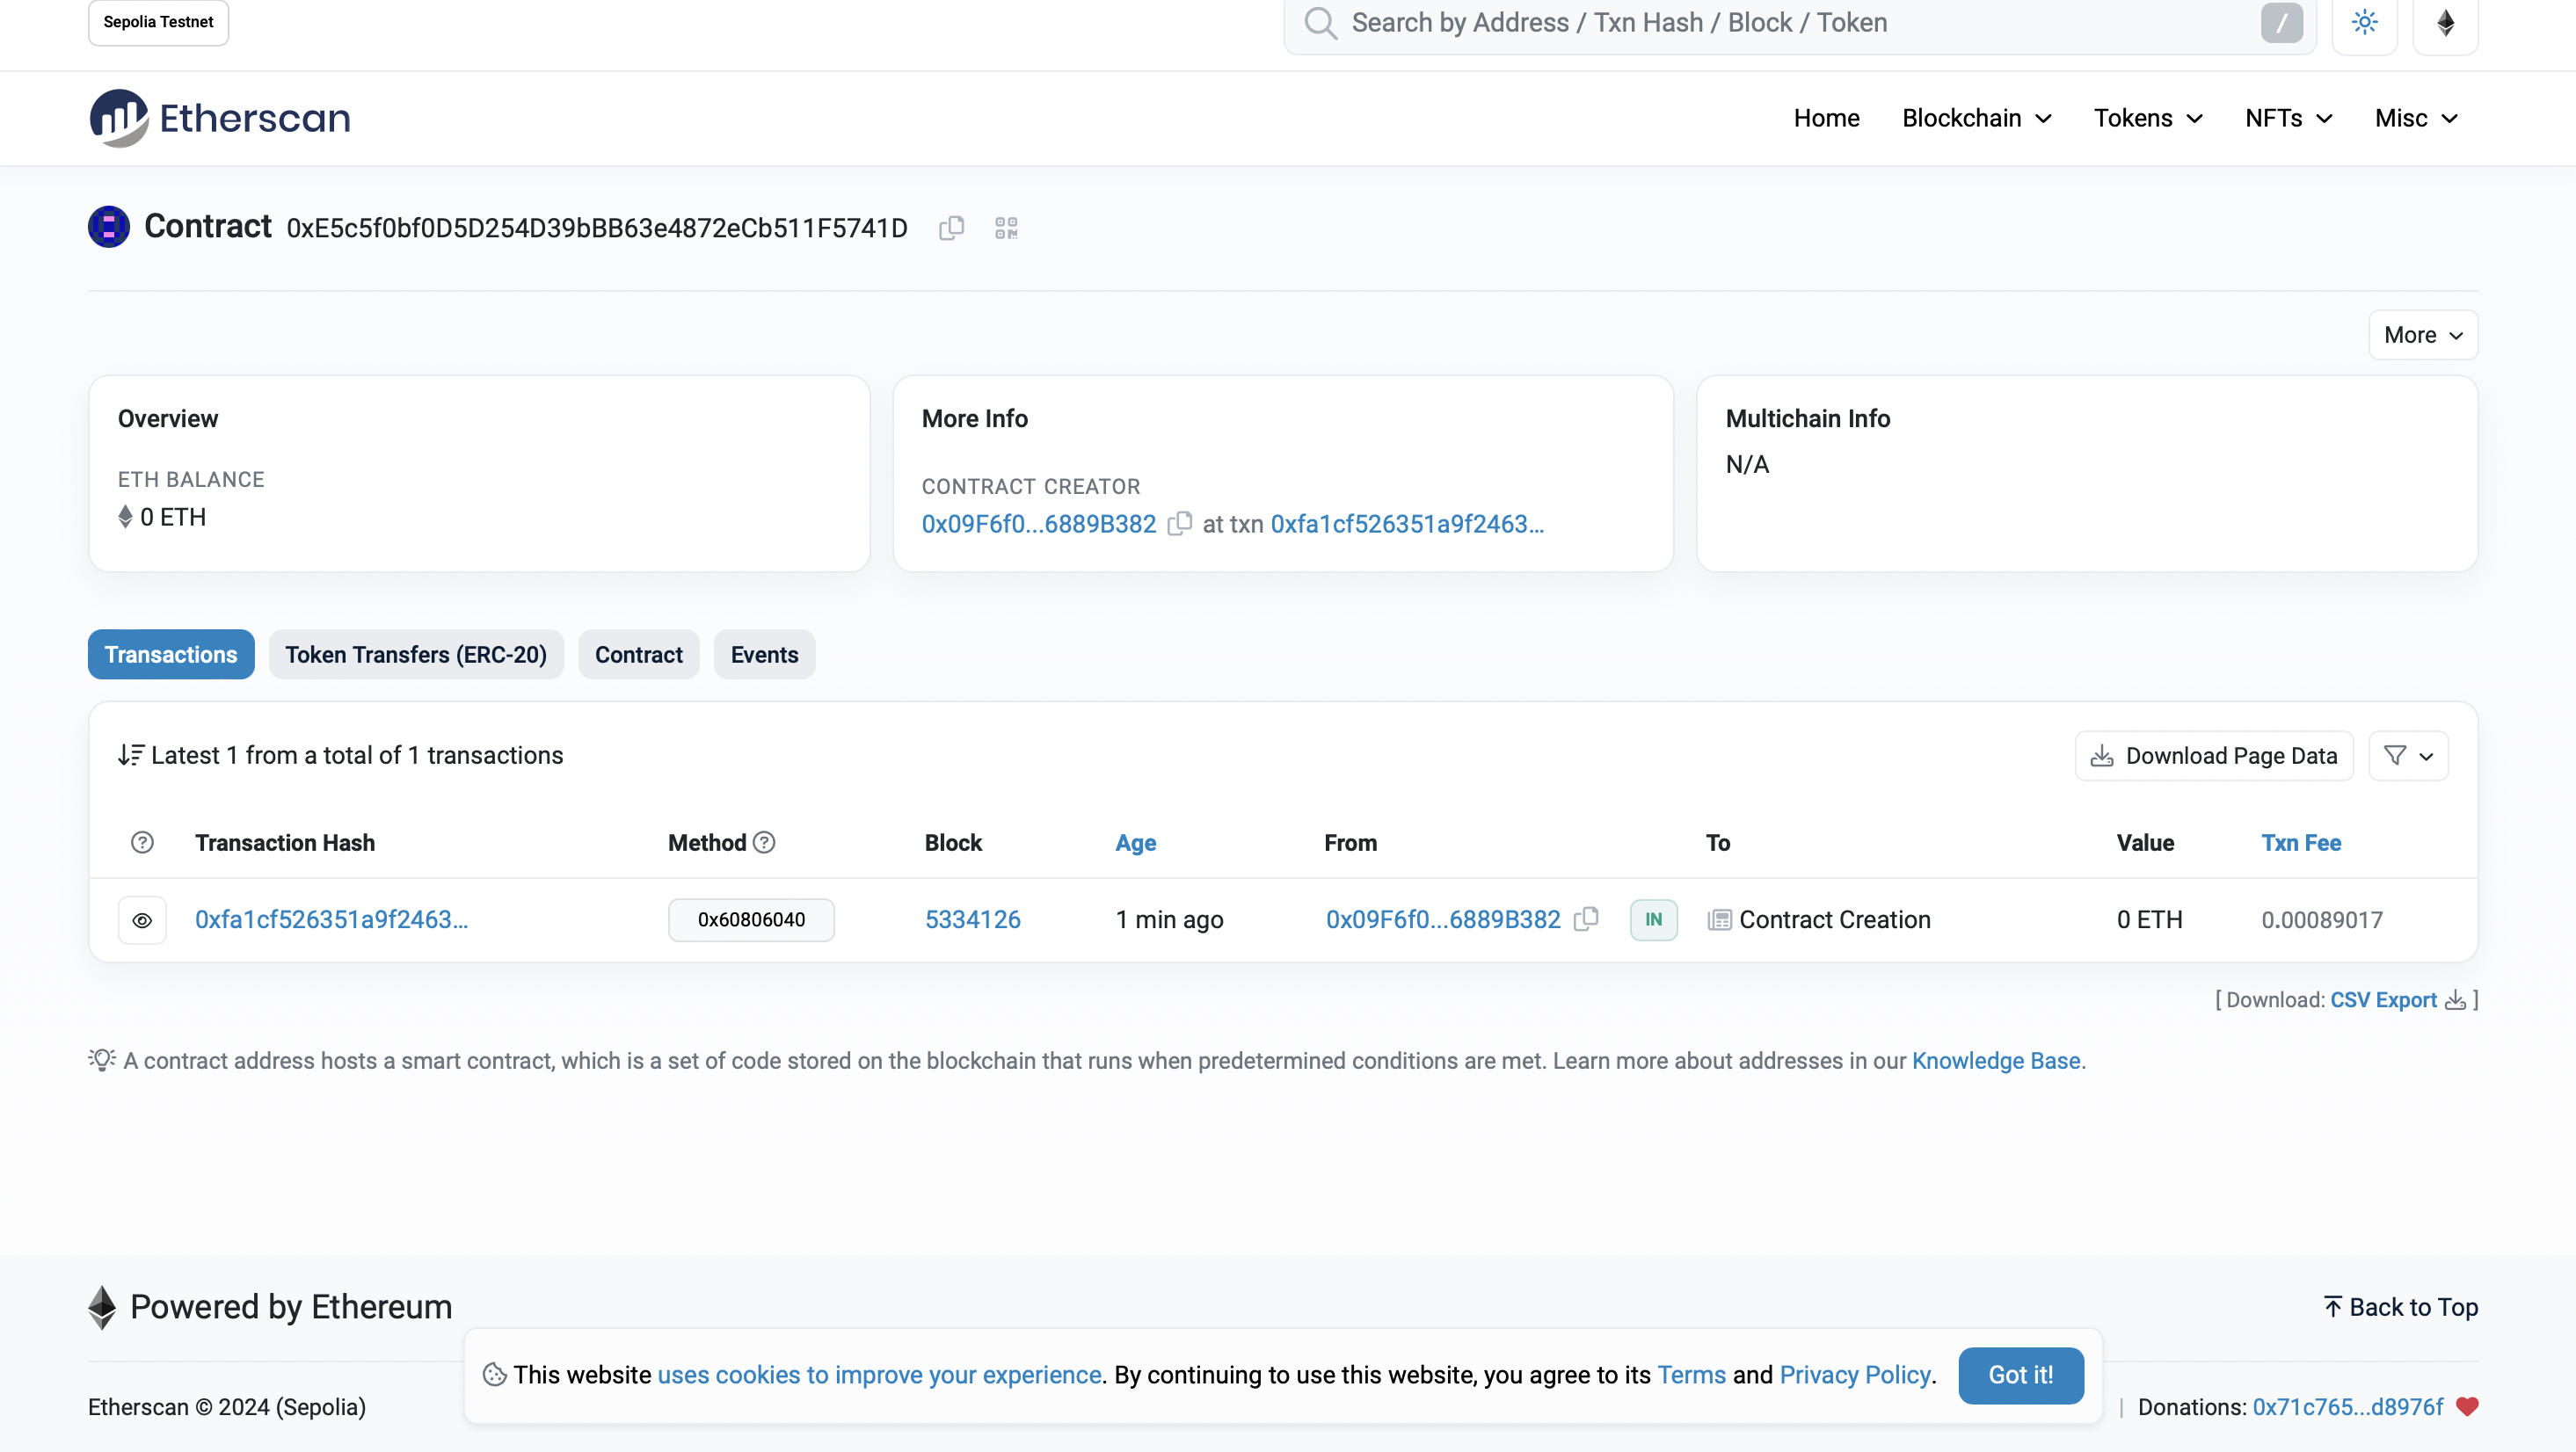 Sepolia Testnet
Search by Address / Txn Hash / Block / Token
/
Etherscan
Home Blockchain Tokens NFTs Misc
Contract 0xE5c5f0bf0D5D254D39bBB63e4872eCb511F5741D
More
Overview
ETH BALANCE
0 ETH
More Info
CONTRACT CREATOR
0x09F6f0...6889B382 at txn 0xfa1cf526351a9f2463...
Multichain Info
N/A
Transactions Token Transfers (ERC-20) Contract Events
Latest 1 from a total of 1 transactions
Download Page Data
? Transaction Hash Method ? Block Age From To Value Txn Fee
0xfa1cf526351a9f2463... 0x60806040 5334126 1 min ago 0x09F6f0...6889B382 IN Contract Creation 0 ETH 0.00089017
[ Download: CSV Export ]
A contract address hosts a smart contract, which is a set of code stored on the blockchain that runs when predetermined conditions are met. Learn more about addresses in our Knowledge Base.
Powered by Ethereum
Back to Top
This website uses cookies to improve your experience. By continuing to use this website, you agree to its Terms and Privacy Policy.
Got it!
Etherscan © 2024 (Sepolia)
| Donations: 0x71c765...d8976f